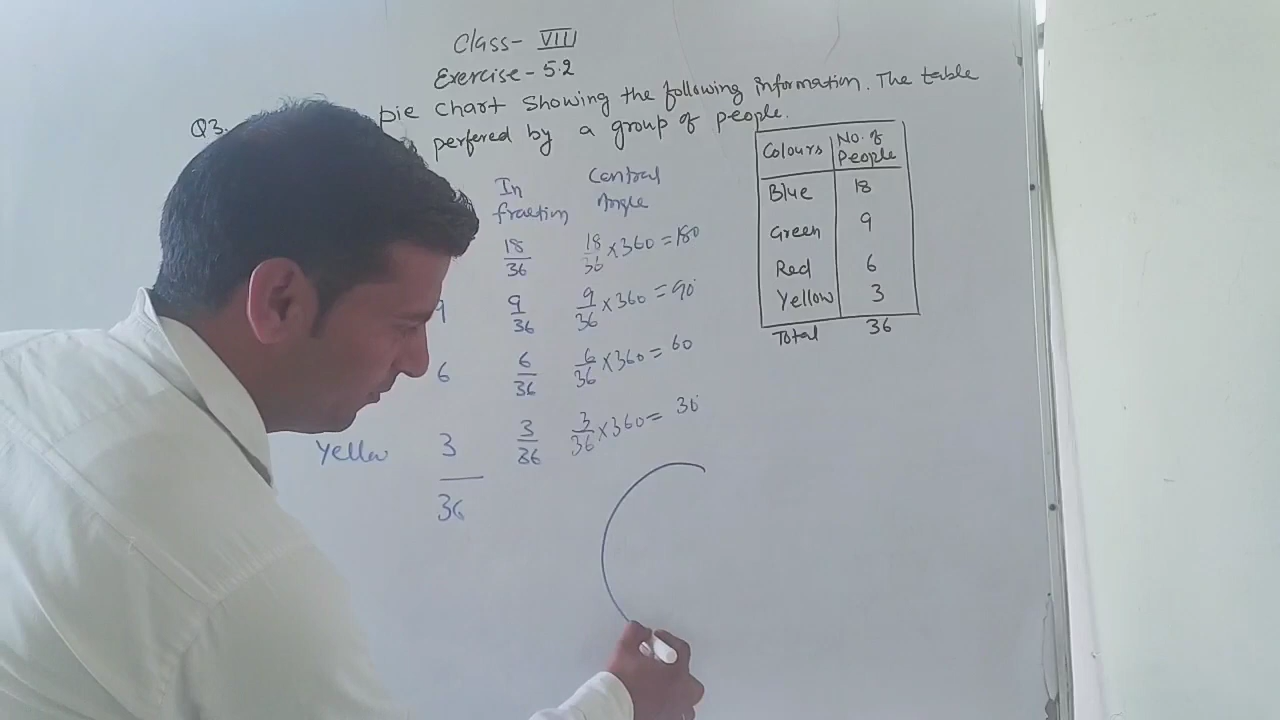 Class- VIII
Exercise - 5.2
Q3. pie chart showing the following information. The table
perfered by a group of people.
Colours No. of People
Blue 18
Green 9
Red 6
Yellow 3
Total 36
In fraction Central Angle
18/36 18/36 × 360 = 180
9 9/36 9/36 × 360 = 90°
6 6/36 6/36 × 360 = 60
Yellow 3 3/36 3/36 × 360 = 30°
36